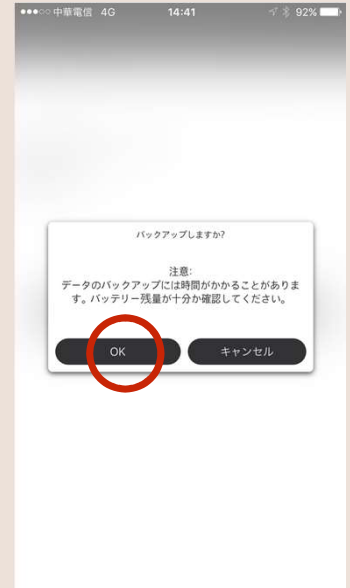 中華電信 4G 14:41 92%
バックアップしますか?
注意:
データのバックアップには時間がかかることがありま
す。バッテリー残量が十分か確認してください。
OK キャンセル